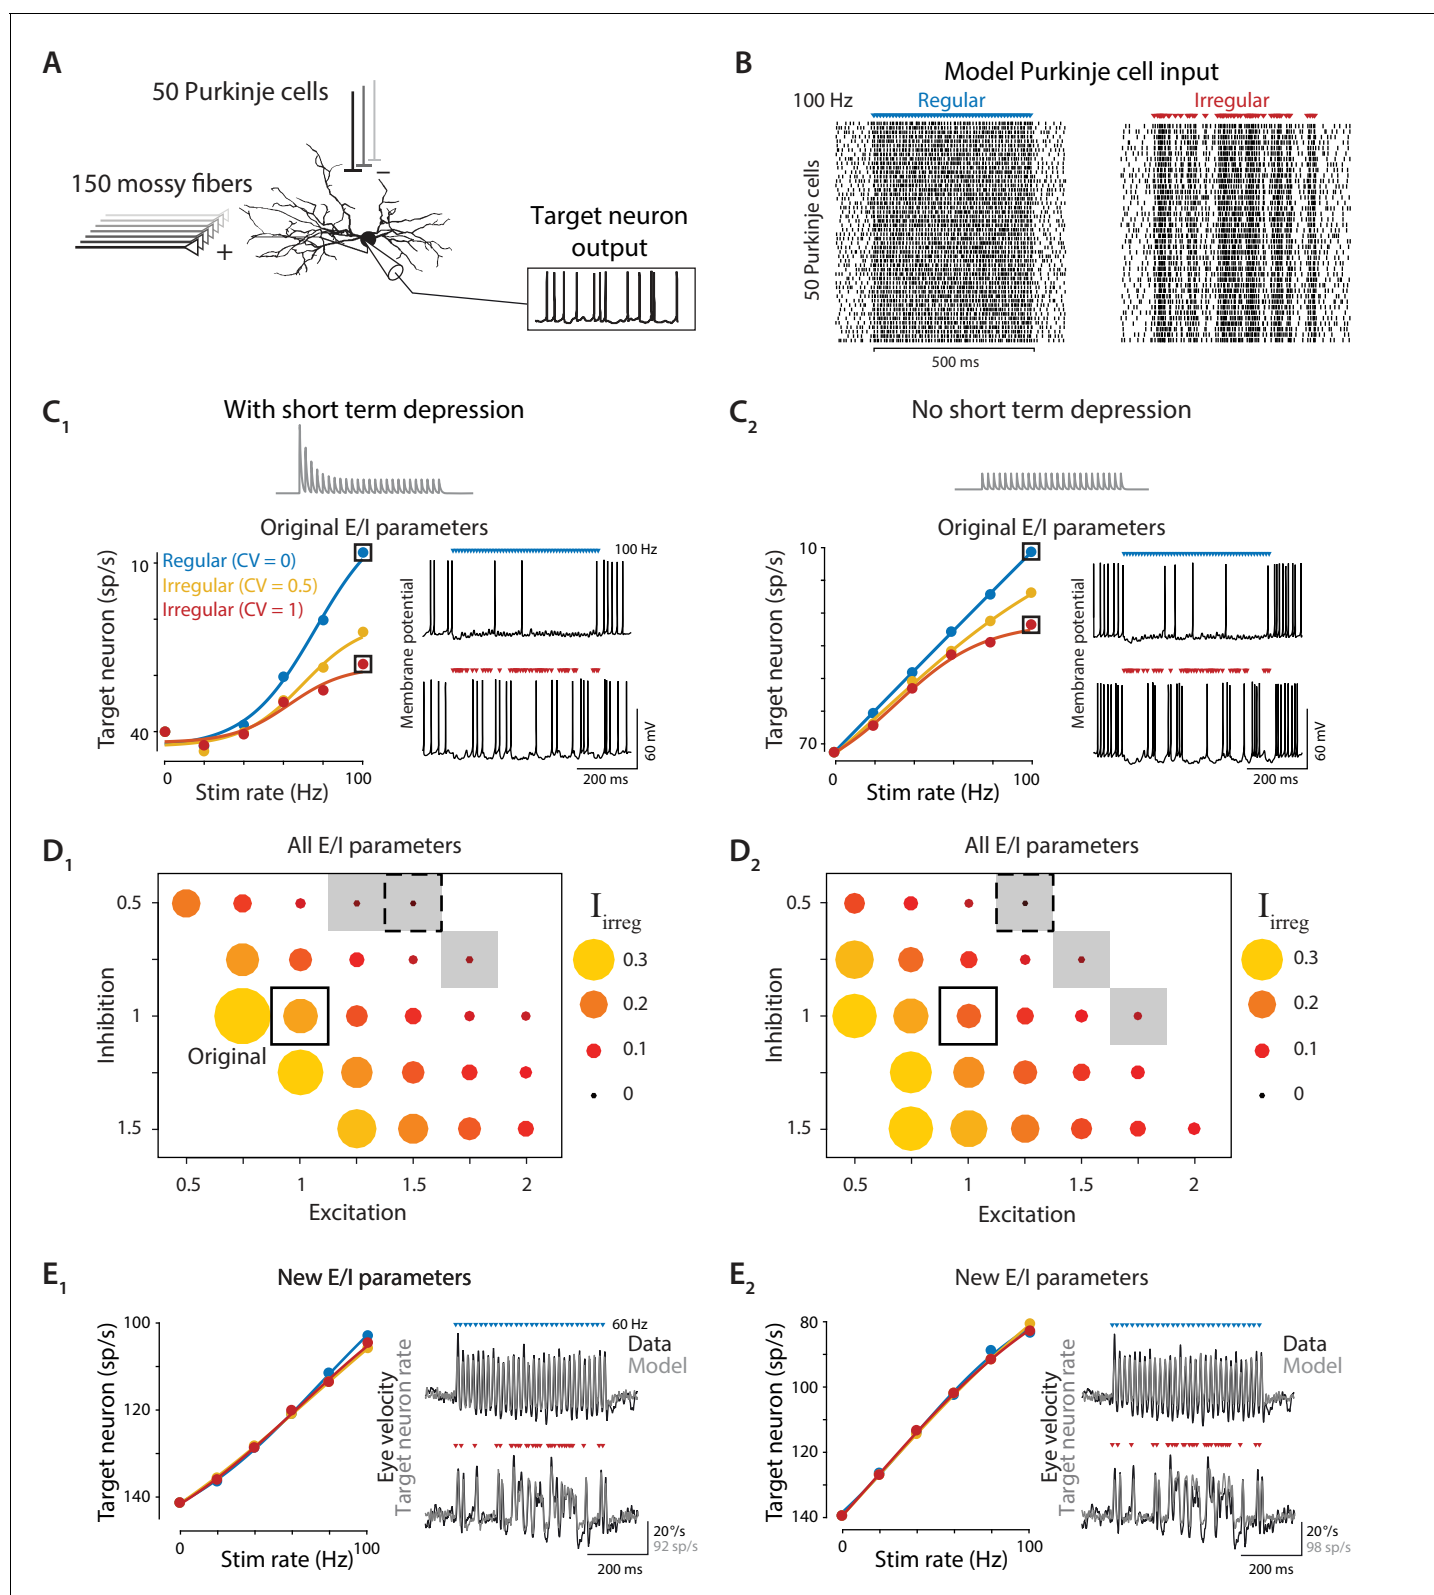 A
50 Purkinje cells
−
150 mossy fibers
+
Target neuron
output
B
Model Purkinje cell input
100 Hz
Regular
Irregular
50 Purkinje cells
500 ms
C1
With short term depression
Original E/I parameters
Target neuron (sp/s)
10
40
Regular (CV = 0)
Irregular (CV = 0.5)
Irregular (CV = 1)
0
100
Stim rate (Hz)
100 Hz
Membrane potential
60 mV
200 ms
C2
No short term depression
Original E/I parameters
Target neuron (sp/s)
10
70
0
100
Stim rate (Hz)
Membrane potential
60 mV
200 ms
D1
All E/I parameters
Inhibition
0.5
1
1.5
Original
0.5
1
1.5
2
Excitation
Iirreg
0.3
0.2
0.1
0
D2
All E/I parameters
Inhibition
0.5
1
1.5
0.5
1
1.5
2
Excitation
Iirreg
0.3
0.2
0.1
0
E1
New E/I parameters
Target neuron (sp/s)
100
120
140
0
100
Stim rate (Hz)
60 Hz
Data
Model
Eye velocity
Target neuron rate
20°/s
92 sp/s
200 ms
E2
New E/I parameters
Target neuron (sp/s)
80
100
120
140
0
100
Stim rate (Hz)
Data
Model
Eye velocity
Target neuron rate
20°/s
98 sp/s
200 ms